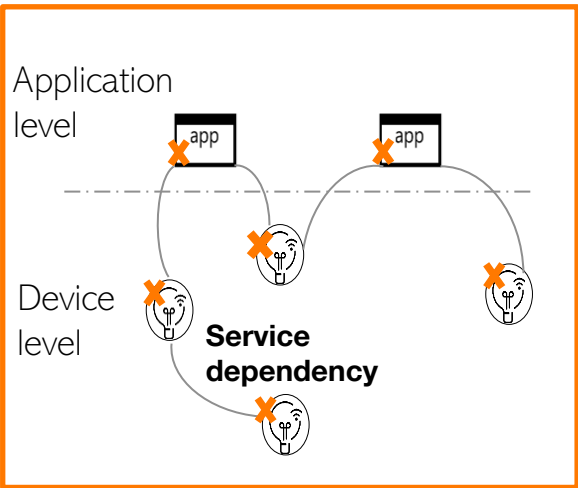 Application
level
app
app
Device
level
Service
dependency